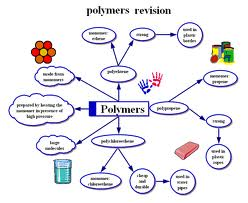 polymers revision
monomer:
ethene
strong
used in
plastic
bottles
polyethene
made from
monomers
monomer:
propene
prepared by heating the
monomer in presence of
high pressure
Polymers
polypropene
strong
large
molecules
polychloroethene
used in
plastic
ropes
monomer:
chloroethene
cheap
and
durable
used in
water
pipes